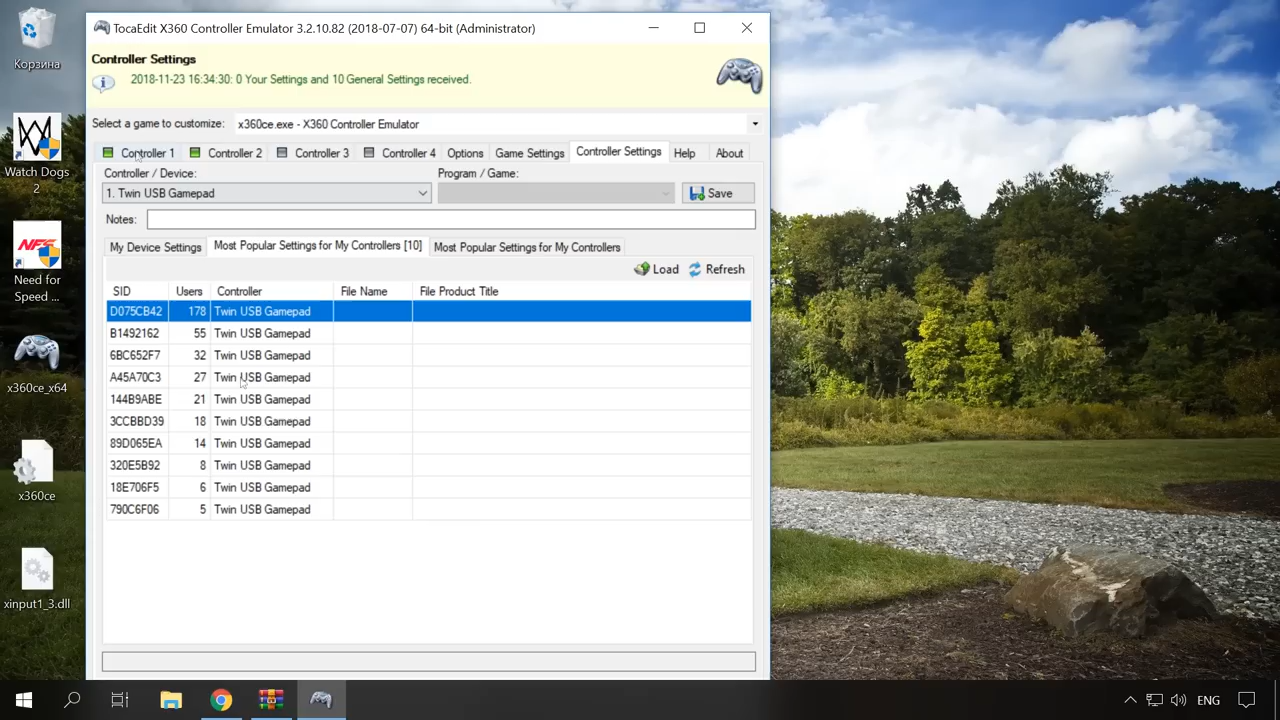 TocaEdit X360 Controller Emulator 3.2.10.82 (2018-07-07) 64-bit (Administrator)
Controller Settings
2018-11-23 16:34:30: 0 Your Settings and 10 General Settings received.
Select a game to customize: x360ce.exe - X360 Controller Emulator
Controller 1 Controller 2 Controller 3 Controller 4 Options Game Settings Controller Settings Help About
Controller / Device: Program / Game:
1. Twin USB Gamepad Save
Notes:
My Device Settings Most Popular Settings for My Controllers [10] Most Popular Settings for My Controllers
Load Refresh
SID Users Controller File Name File Product Title
D075CB42 178 Twin USB Gamepad
B1492162 55 Twin USB Gamepad
6BC652F7 32 Twin USB Gamepad
A45A70C3 27 Twin USB Gamepad
144B9ABE 21 Twin USB Gamepad
3CCBBD39 18 Twin USB Gamepad
89D065EA 14 Twin USB Gamepad
320E5B92 8 Twin USB Gamepad
18E706F5 6 Twin USB Gamepad
790C6F06 5 Twin USB Gamepad
Корзина
Watch Dogs
2
NFS
Need for
Speed ...
x360ce_x64
x360ce
xinput1_3.dll
ENG